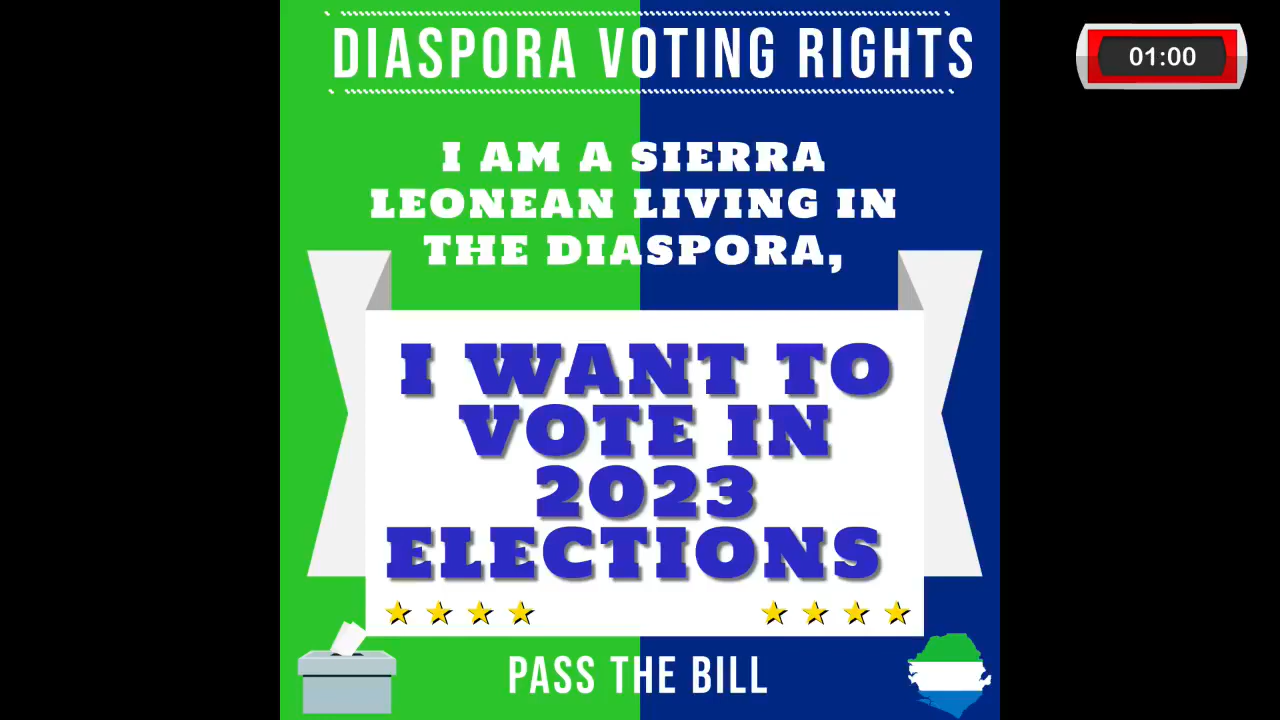 DIASPORA VOTING RIGHTS
01:00
I AM A SIERRA
LEONEAN LIVING IN
THE DIASPORA,
I WANT TO
VOTE IN
2023
ELECTIONS
PASS THE BILL